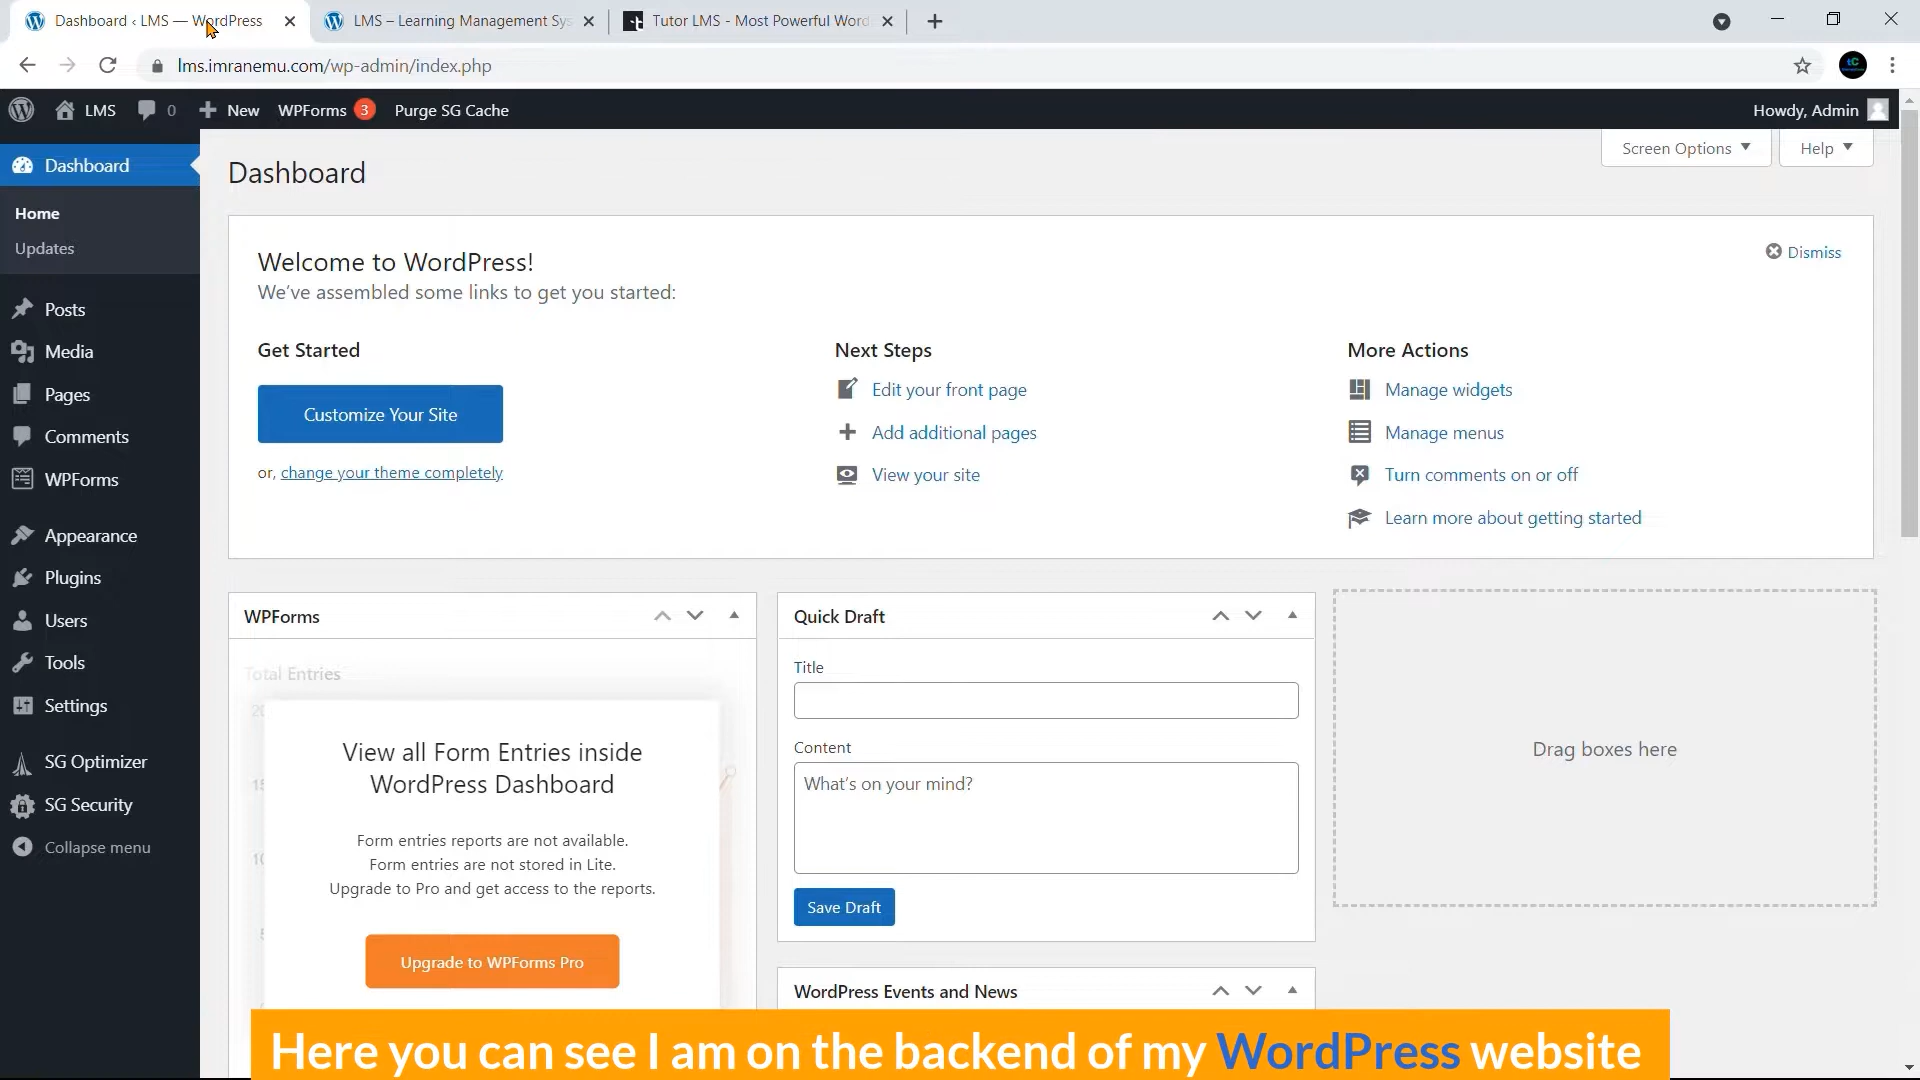 Dashboard ‹ LMS — WordPress
LMS – Learning Management Sys
Tutor LMS - Most Powerful Word
lms.imranemu.com/wp-admin/index.php
LMS
0
New
WPForms 3
Purge SG Cache
Howdy, Admin
Dashboard
Home
Updates
Posts
Media
Pages
Comments
WPForms
Appearance
Plugins
Users
Tools
Settings
SG Optimizer
SG Security
Collapse menu
Dashboard
Screen Options
Help
Welcome to WordPress!
We've assembled some links to get you started:
Dismiss
Get Started
Customize Your Site
or, change your theme completely
Next Steps
Edit your front page
Add additional pages
View your site
More Actions
Manage widgets
Manage menus
Turn comments on or off
Learn more about getting started
WPForms
Total Entries
View all Form Entries inside
WordPress Dashboard
Form entries reports are not available.
Form entries are not stored in Lite.
Upgrade to Pro and get access to the reports.
Upgrade to WPForms Pro
Quick Draft
Title
Content
What's on your mind?
Save Draft
WordPress Events and News
Drag boxes here
Here you can see I am on the backend of my WordPress website